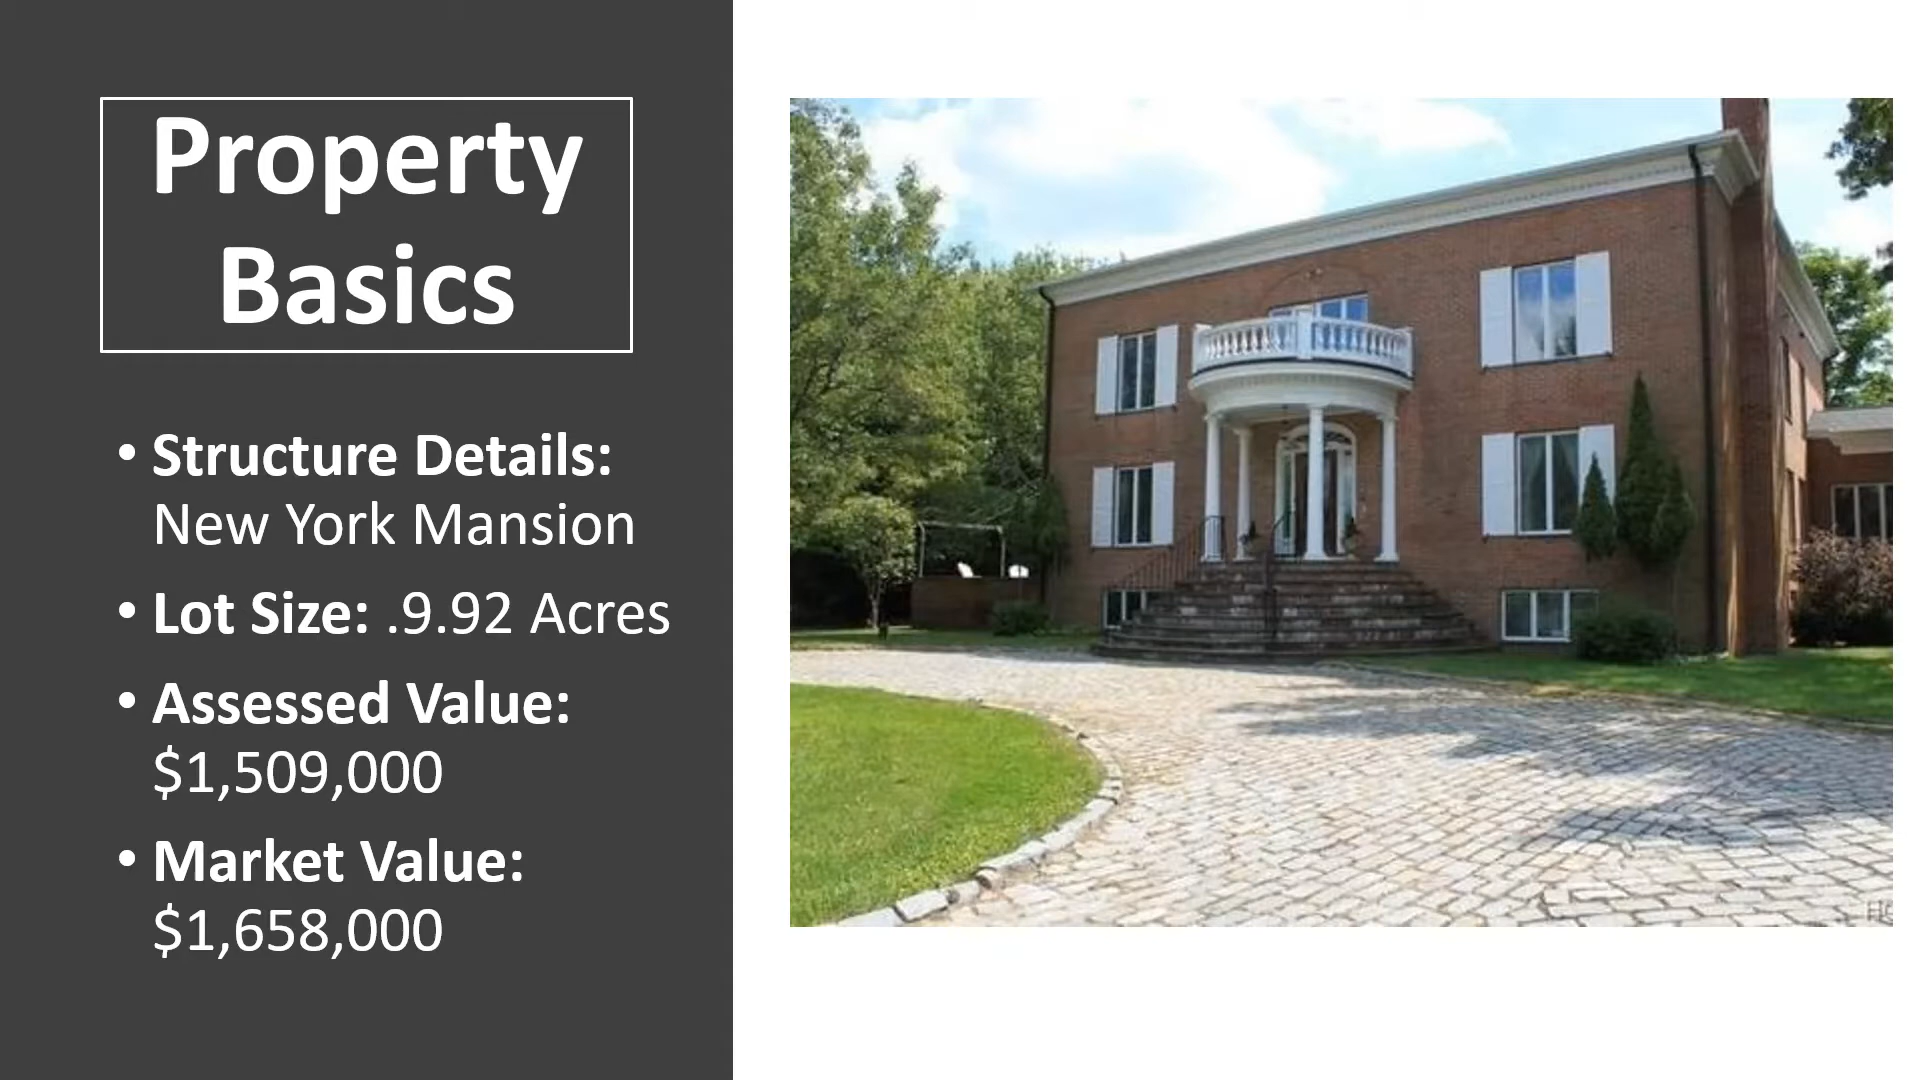 Property
Basics
• Structure Details:
New York Mansion
• Lot Size: .9.92 Acres
• Assessed Value:
$1,509,000
• Market Value:
$1,658,000